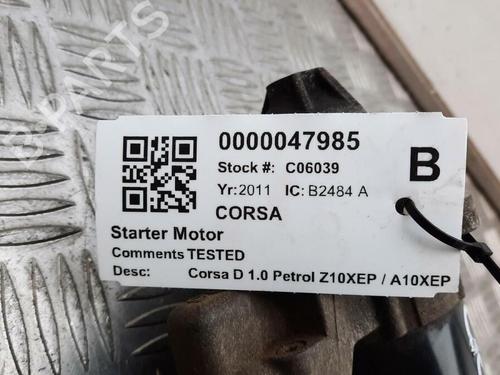 B-PARTS
0000047985
B
Stock #: C06039
Yr:2011 IC: B2484 A
CORSA
Starter Motor
Comments TESTED
Desc: Corsa D 1.0 Petrol Z10XEP / A10XEP